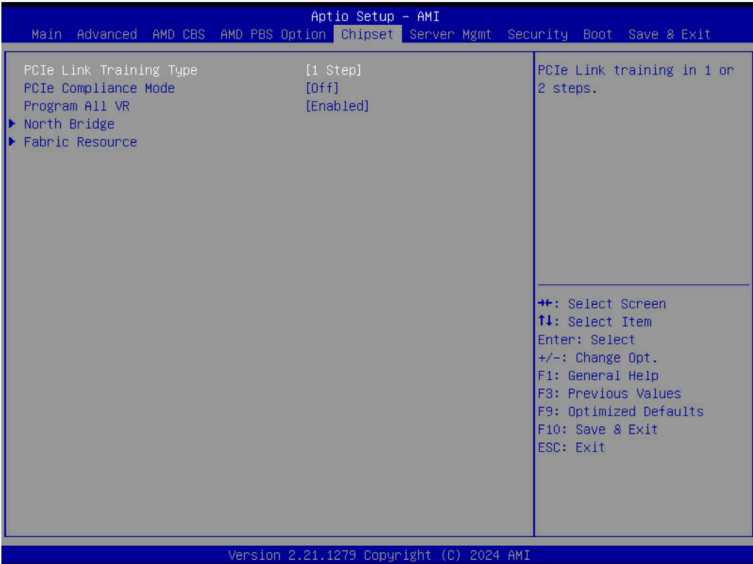 Aptio Setup - AMI
Main Advanced AMD CBS AMD PBS Option Chipset Server Mgmt Security Boot Save & Exit
PCIe Link Training Type [1 Step]
PCIe Compliance Mode [Off]
Program All VR [Enabled]
▶ North Bridge
▶ Fabric Resource
PCIe Link training in 1 or
2 steps.
→←: Select Screen
↑↓: Select Item
Enter: Select
+/-: Change Opt.
F1: General Help
F3: Previous Values
F9: Optimized Defaults
F10: Save & Exit
ESC: Exit
Version 2.21.1279 Copyright (C) 2024 AMI